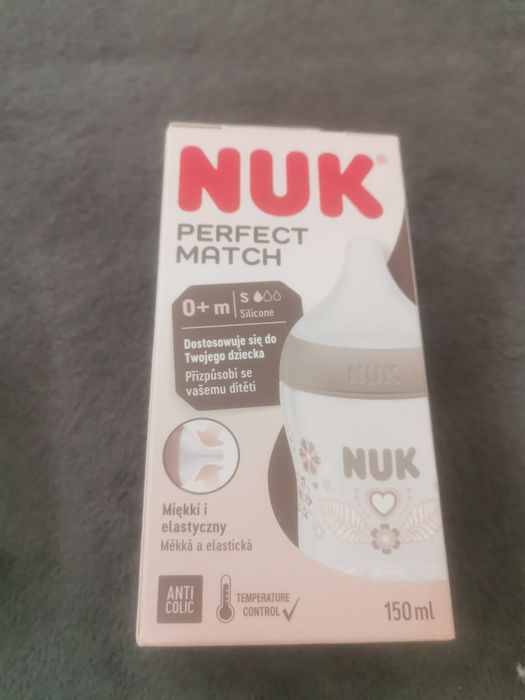 NUK®
PERFECT
MATCH
0+ m
S
Silicone
Dostosowuje się do
Twojego dziecka
Přizpůsobí se
vašemu dítěti
NUK
NUK
Miękki i
elastyczny
Měkká a elastická
ANTI
COLIC
TEMPERATURE
CONTROL
150 ml